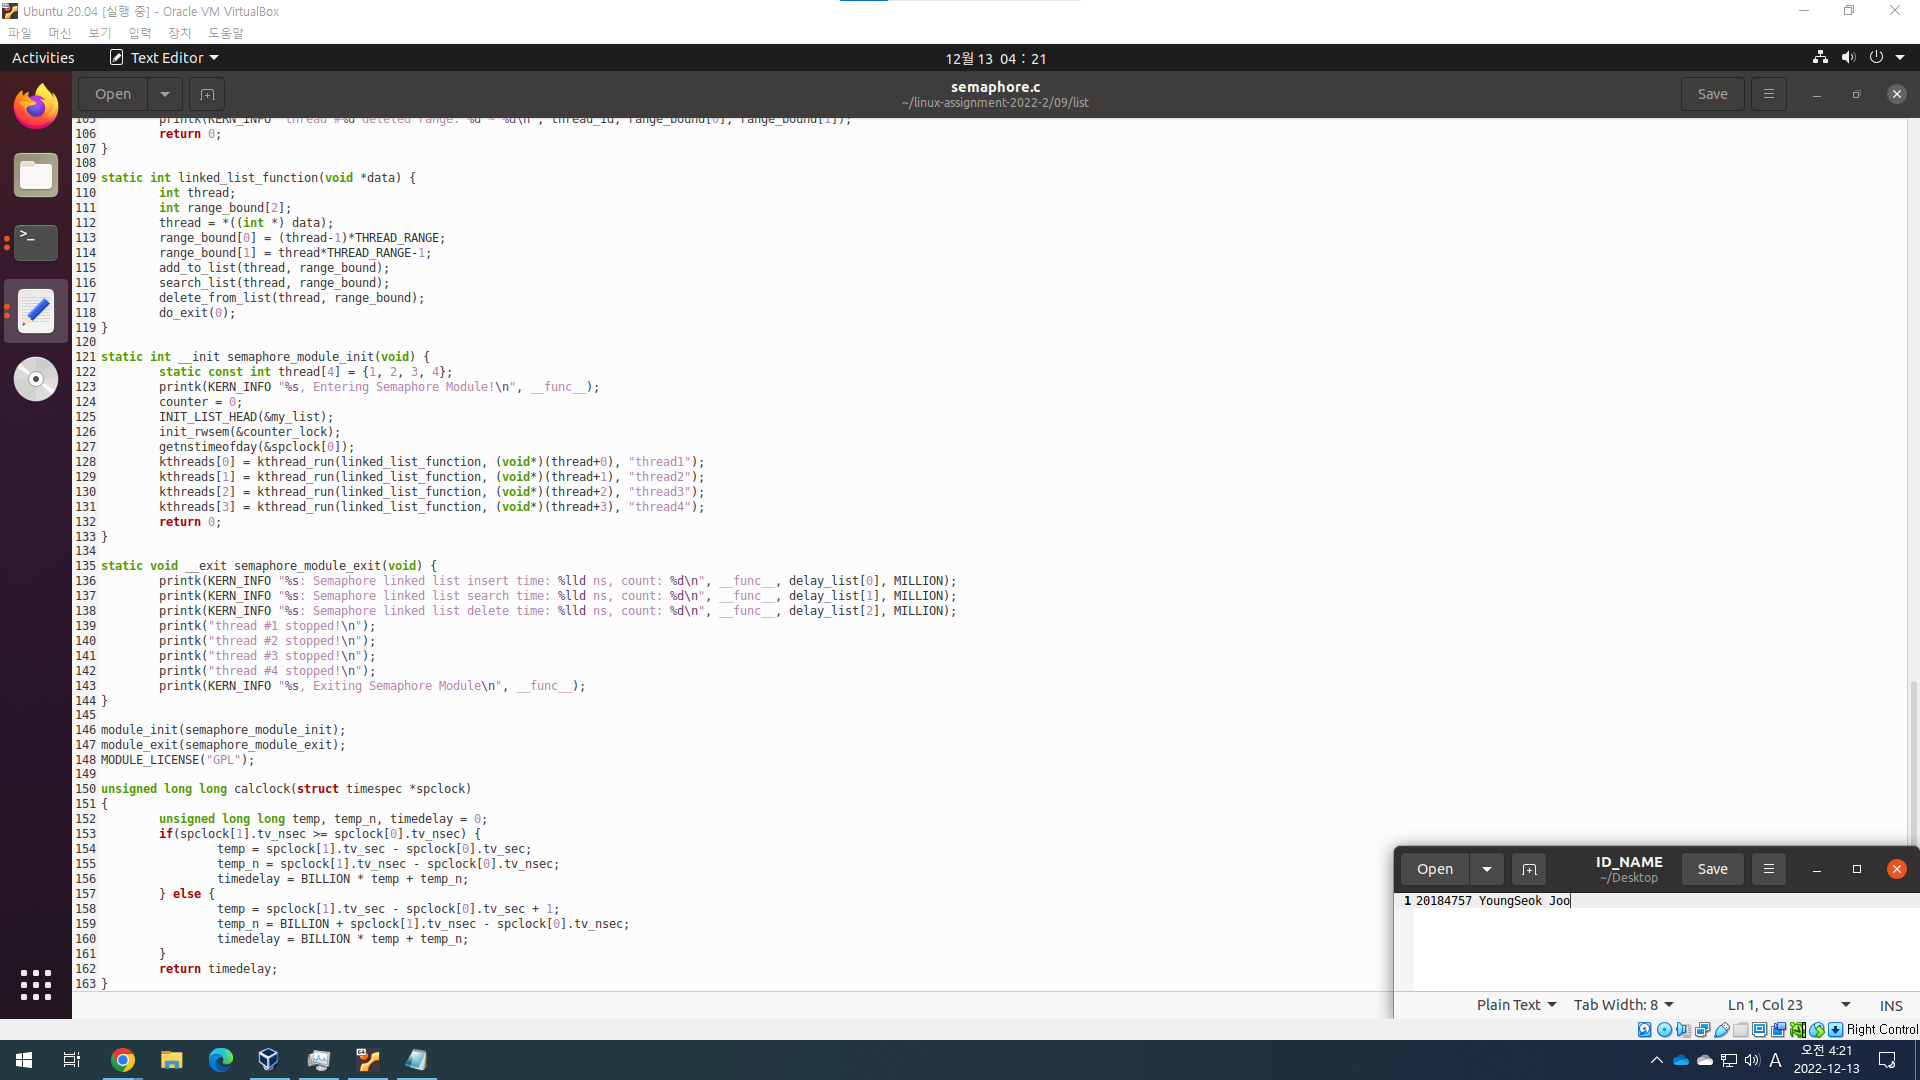 Ubuntu 20.04 [실행 중] - Oracle VM VirtualBox
파일 머신 보기 입력 장치 도움말
Activities Text Editor 12월 13 04 : 21
Open semaphore.c Save
~/linux-assignment-2022-2/09/list
105 printk(KERN_INFO "thread #%d deleted range: %d ~ %d\n", thread_id, range_bound[0], range_bound[1]);
106 return 0;
107 }
108
109 static int linked_list_function(void *data) {
110 int thread;
111 int range_bound[2];
112 thread = *((int *) data);
113 range_bound[0] = (thread-1)*THREAD_RANGE;
114 range_bound[1] = thread*THREAD_RANGE-1;
115 add_to_list(thread, range_bound);
116 search_list(thread, range_bound);
117 delete_from_list(thread, range_bound);
118 do_exit(0);
119 }
120
121 static int __init semaphore_module_init(void) {
122 static const int thread[4] = {1, 2, 3, 4};
123 printk(KERN_INFO "%s, Entering Semaphore Module!\n", __func__);
124 counter = 0;
125 INIT_LIST_HEAD(&my_list);
126 init_rwsem(&counter_lock);
127 getnstimeofday(&spclock[0]);
128 kthreads[0] = kthread_run(linked_list_function, (void*)(thread+0), "thread1");
129 kthreads[1] = kthread_run(linked_list_function, (void*)(thread+1), "thread2");
130 kthreads[2] = kthread_run(linked_list_function, (void*)(thread+2), "thread3");
131 kthreads[3] = kthread_run(linked_list_function, (void*)(thread+3), "thread4");
132 return 0;
133 }
134
135 static void __exit semaphore_module_exit(void) {
136 printk(KERN_INFO "%s: Semaphore linked list insert time: %lld ns, count: %d\n", __func__, delay_list[0], MILLION);
137 printk(KERN_INFO "%s: Semaphore linked list search time: %lld ns, count: %d\n", __func__, delay_list[1], MILLION);
138 printk(KERN_INFO "%s: Semaphore linked list delete time: %lld ns, count: %d\n", __func__, delay_list[2], MILLION);
139 printk("thread #1 stopped!\n");
140 printk("thread #2 stopped!\n");
141 printk("thread #3 stopped!\n");
142 printk("thread #4 stopped!\n");
143 printk(KERN_INFO "%s, Exiting Semaphore Module\n", __func__);
144 }
145
146 module_init(semaphore_module_init);
147 module_exit(semaphore_module_exit);
148 MODULE_LICENSE("GPL");
149
150 unsigned long long calclock(struct timespec *spclock)
151 {
152 unsigned long long temp, temp_n, timedelay = 0;
153 if(spclock[1].tv_nsec >= spclock[0].tv_nsec) {
154 temp = spclock[1].tv_sec - spclock[0].tv_sec;
155 temp_n = spclock[1].tv_nsec - spclock[0].tv_nsec;
156 timedelay = BILLION * temp + temp_n;
157 } else {
158 temp = spclock[1].tv_sec - spclock[0].tv_sec + 1;
159 temp_n = BILLION + spclock[1].tv_nsec - spclock[0].tv_nsec;
160 timedelay = BILLION * temp + temp_n;
161 }
162 return timedelay;
163 }
Open ID_NAME Save
~/Desktop
1 20184757 YoungSeok Joo
Plain Text Tab Width: 8 Ln 1, Col 23 INS
Right Control
A 오전 4:21
2022-12-13